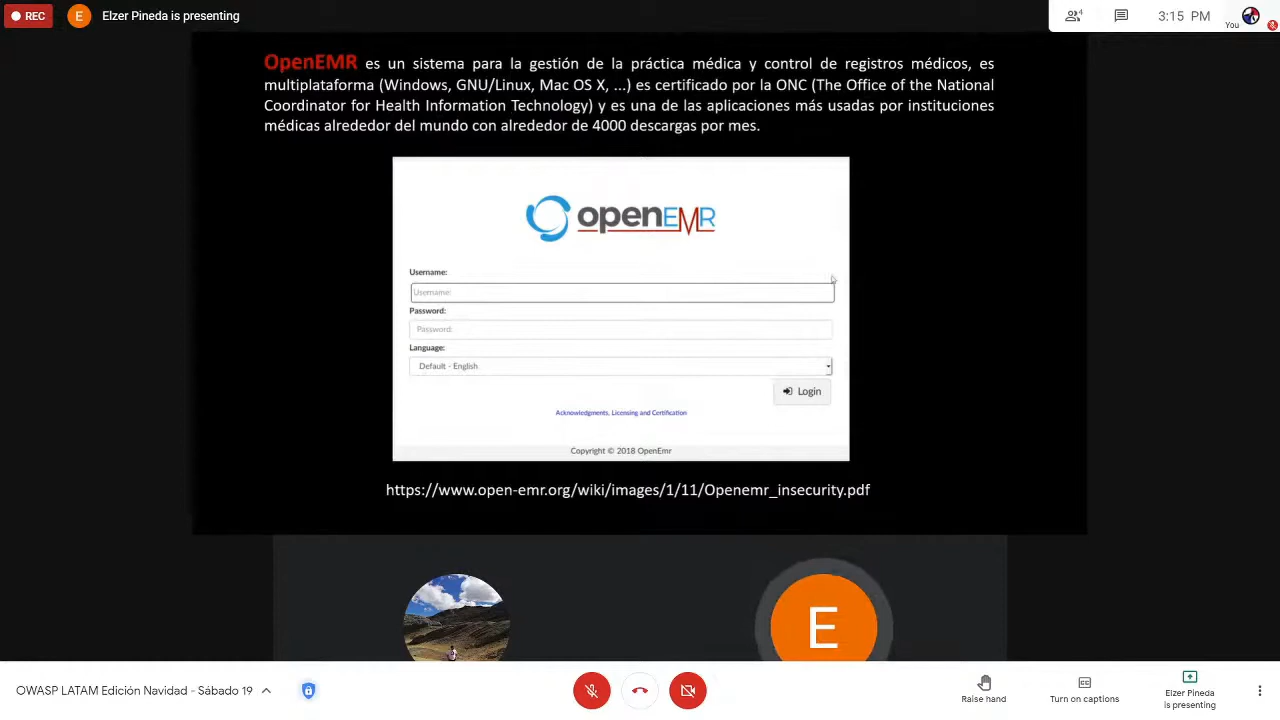 REC
E
Elzer Pineda is presenting
4
3:15 PM
You
OpenEMR es un sistema para la gestión de la práctica médica y control de registros médicos, es
multiplataforma (Windows, GNU/Linux, Mac OS X, ...) es certificado por la ONC (The Office of the National
Coordinator for Health Information Technology) y es una de las aplicaciones más usadas por instituciones
médicas alrededor del mundo con alrededor de 4000 descargas por mes.
openEMR
Username:
Username:
Password:
Password:
Language:
Default - English
Login
Acknowledgments, Licensing and Certification
Copyright © 2018 OpenEmr
https://www.open-emr.org/wiki/images/1/11/Openemr_insecurity.pdf
E
OWASP LATAM Edición Navidad - Sábado 19
Raise hand
CC
Turn on captions
Elzer Pineda
is presenting